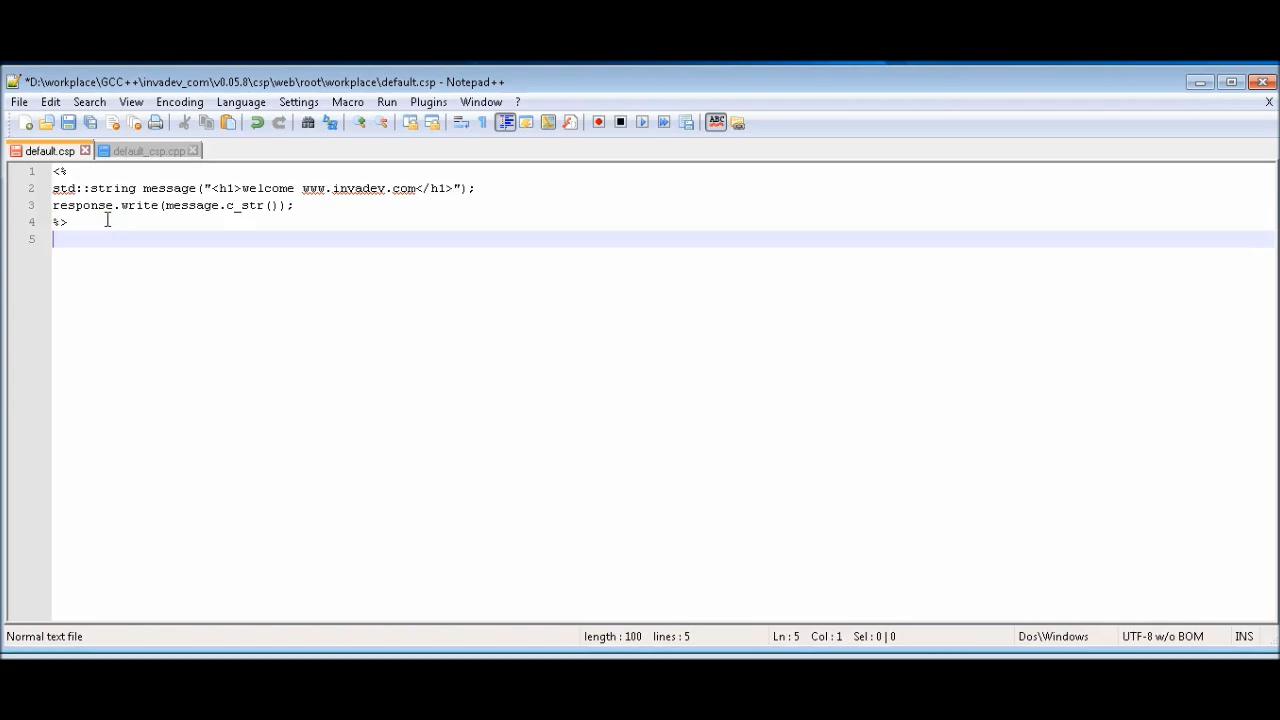 *D:\workplace\GCC++\invadev_com\v0.05.8\csp\web\root\workplace\default.csp - Notepad++
File Edit Search View Encoding Language Settings Macro Run Plugins Window ? X
ABC
default.csp default_csp.cpp
1 <%
2 std::string message("<h1>welcome www.invadev.com</h1>");
3 response.write(message.c_str());
4 %>
5
Normal text file length : 100 lines : 5 Ln : 5 Col : 1 Sel : 0 | 0 Dos\Windows UTF-8 w/o BOM INS